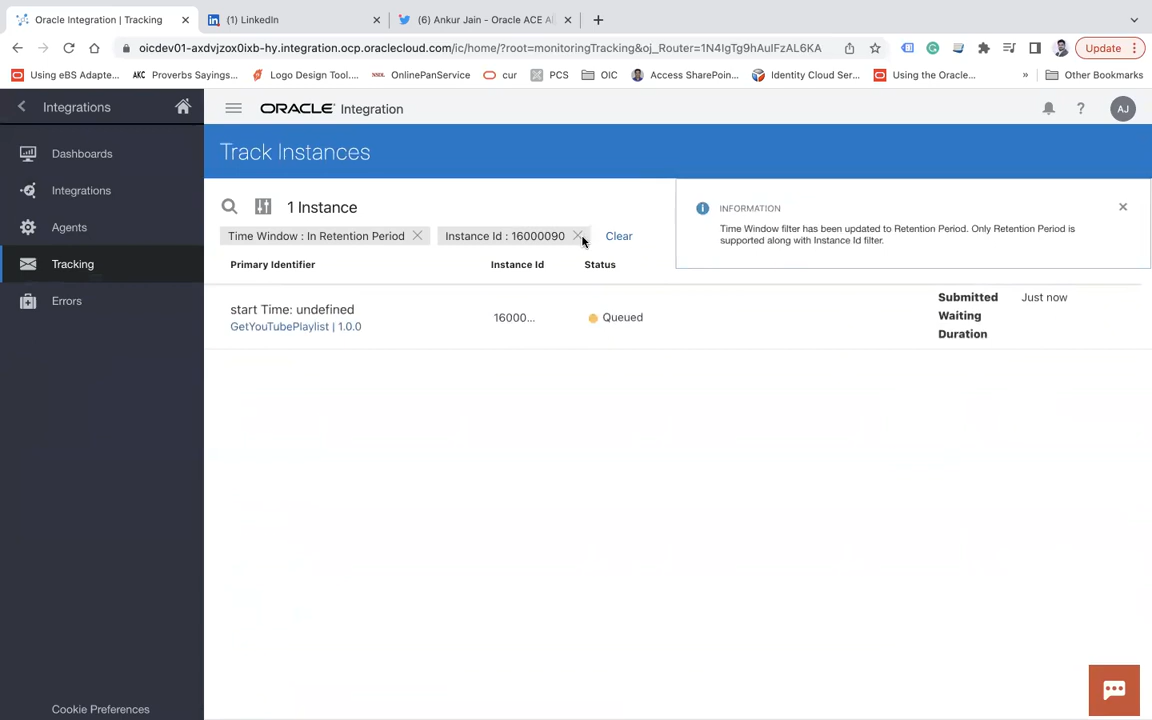 Oracle Integration | Tracking
(1) LinkedIn
(6) Ankur Jain - Oracle ACE A
oicdev01-axdvjzox0ixb-hy.integration.ocp.oraclecloud.com/ic/home/?root=monitoringTracking&oj_Router=1N4IgTg9hAuIFzAL6KA
Update
Using eBS Adapte...
AKC
Proverbs Sayings...
Logo Design Tool....
OnlinePanService
cur
PCS
OIC
Access SharePoin...
Identity Cloud Ser...
Using the Oracle...
»
Other Bookmarks
Integrations
ORACLE Integration
AJ
Dashboards
Integrations
Agents
Tracking
Errors
Track Instances
1 Instance
INFORMATION
Time Window filter has been updated to Retention Period. Only Retention Period is
supported along with Instance Id filter.
Time Window : In Retention Period
Instance Id : 16000090
Clear
Primary Identifier
Instance Id
Status
start Time: undefined
GetYouTubePlaylist | 1.0.0
16000...
Queued
Submitted Just now
Waiting
Duration
Cookie Preferences